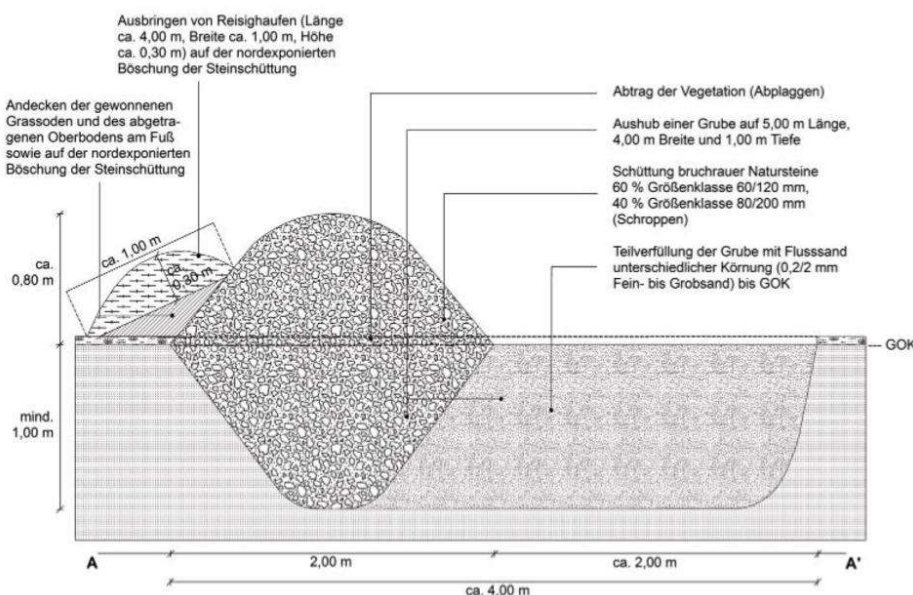 Ausbringen von Reisighaufen (Länge
ca. 4,00 m, Breite ca. 1,00 m, Höhe
ca. 0,30 m) auf der nordexponierten
Böschung der Steinschüttung
Andecken der gewonnenen
Grassoden und des abgetra-
genen Oberbodens am Fuß
sowie auf der nordexponierten
Böschung der Steinschüttung
Abtrag der Vegetation (Abplaggen)
Aushub einer Grube auf 5,00 m Länge,
4,00 m Breite und 1,00 m Tiefe
Schüttung bruchrauer Natursteine
60 % Größenklasse 60/120 mm,
40 % Größenklasse 80/200 mm
(Schroppen)
Teilverfüllung der Grube mit Flusssand
unterschiedlicher Körnung (0,2/2 mm
Fein- bis Grobsand) bis GOK
ca. 1,00 m
ca.
0,30 m
ca.
0,80 m
GOK
mind.
1,00 m
A
2,00 m
ca. 2,00 m
A'
ca. 4,00 m